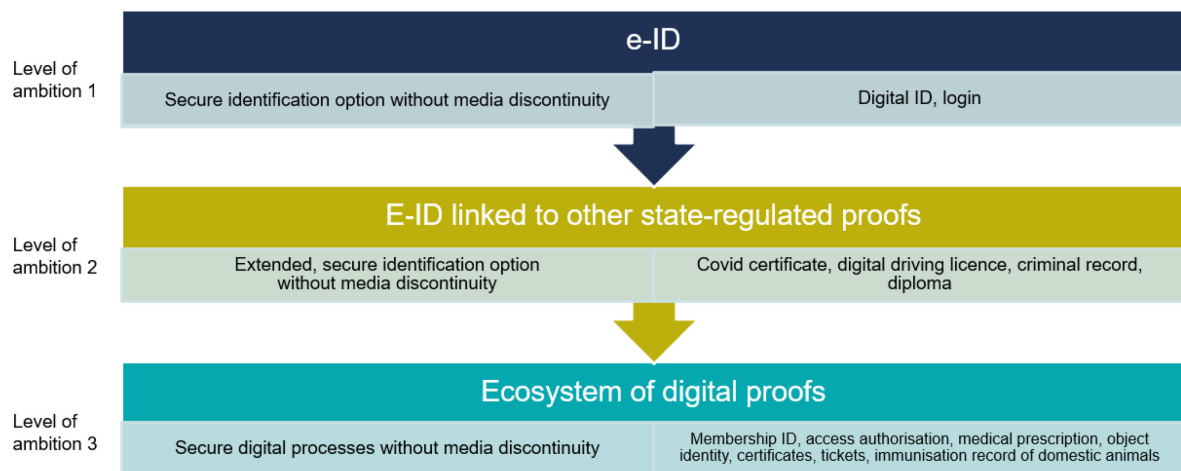 e-ID
Level of
ambition 1
Secure identification option without media discontinuity
Digital ID, login
E-ID linked to other state-regulated proofs
Level of
ambition 2
Extended, secure identification option
without media discontinuity
Covid certificate, digital driving licence, criminal record,
diploma
Ecosystem of digital proofs
Level of
ambition 3
Secure digital processes without media discontinuity
Membership ID, access authorisation, medical prescription, object
identity, certificates, tickets, immunisation record of domestic animals